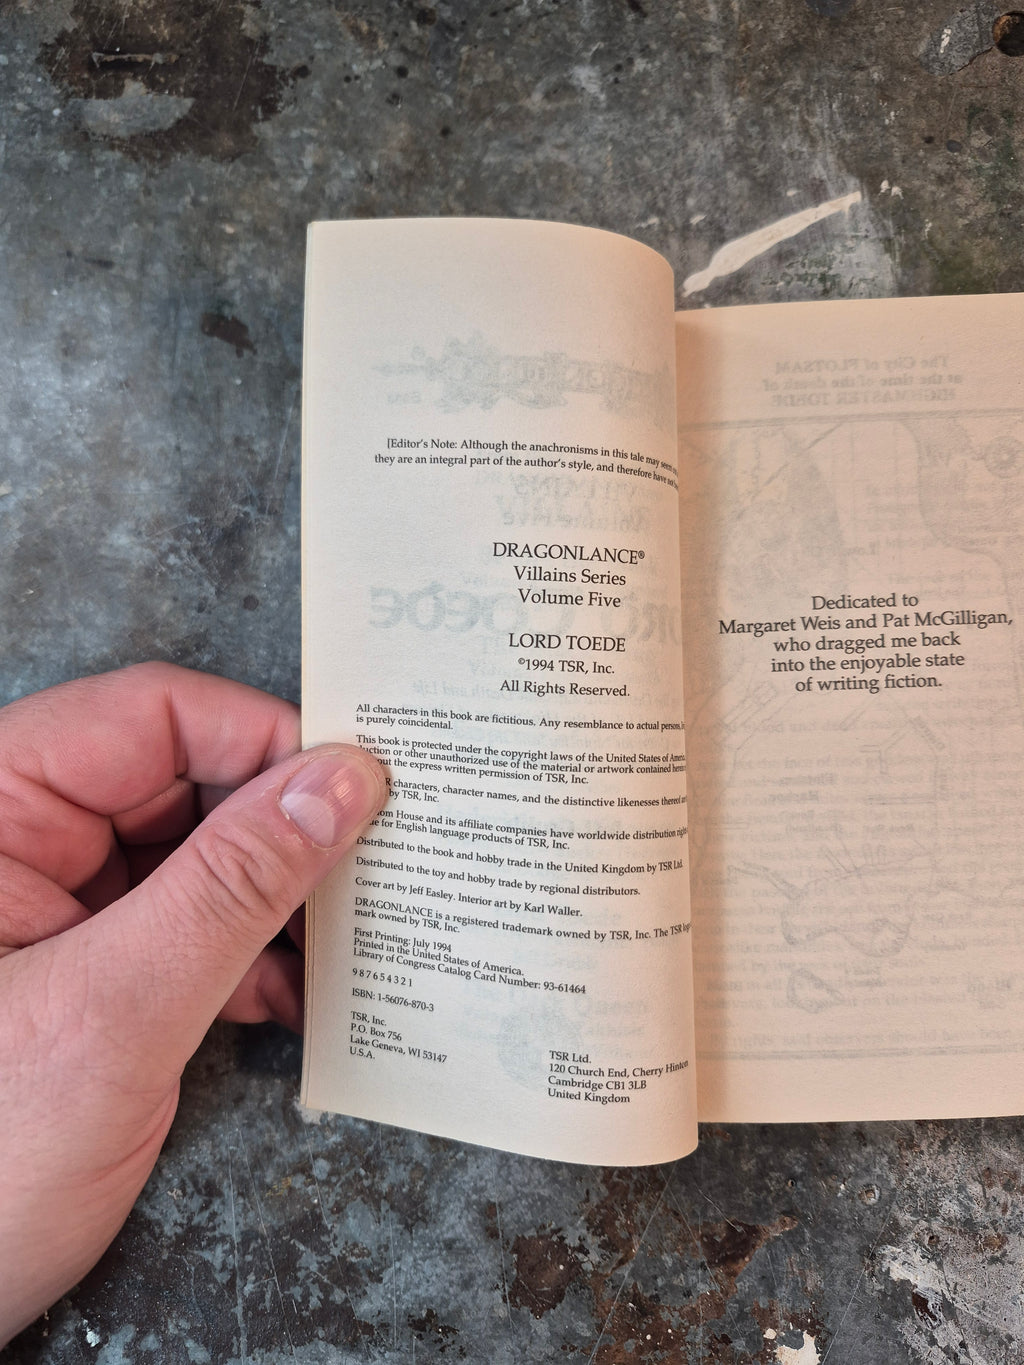 [Editor's Note: Although the anachronisms in this tale may seem
they are an integral part of the author's style, and therefore have not
DRAGONLANCE®
Villains Series
Volume Five
LORD TOEDE
©1994 TSR, Inc.
All Rights Reserved.
All characters in this book are fictitious. Any resemblance to actual persons,
is purely coincidental.
This book is protected under the copyright laws of the United States of
or other unauthorized use of the material or artwork contained
the express written permission of TSR, Inc.
characters, character names, and the distinctive likenesses thereof
by TSR, Inc.
House and its affiliate companies have worldwide distribution
for English language products of TSR, Inc.
Distributed to the book and hobby trade in the United Kingdom by TSR Ltd.
Distributed to the toy and hobby trade by regional distributors.
Cover art by Jeff Easley. Interior art by Karl Waller.
DRAGONLANCE is a registered trademark owned by TSR, Inc. The TSR
mark owned by TSR, Inc.
First Printing: July 1994
Printed in the United States of America.
Library of Congress Catalog Card Number: 93-61464
9 8 7 6 5 4 3 2 1
ISBN: 1-56076-870-3
TSR, Inc.
P.O. Box 756
Lake Geneva, WI 53147
U.S.A.
TSR Ltd.
120 Church End, Cherry Hinton
Cambridge CB1 3LB
United Kingdom
Dedicated to
Margaret Weis and Pat McGilligan,
who dragged me back
into the enjoyable state
of writing fiction.